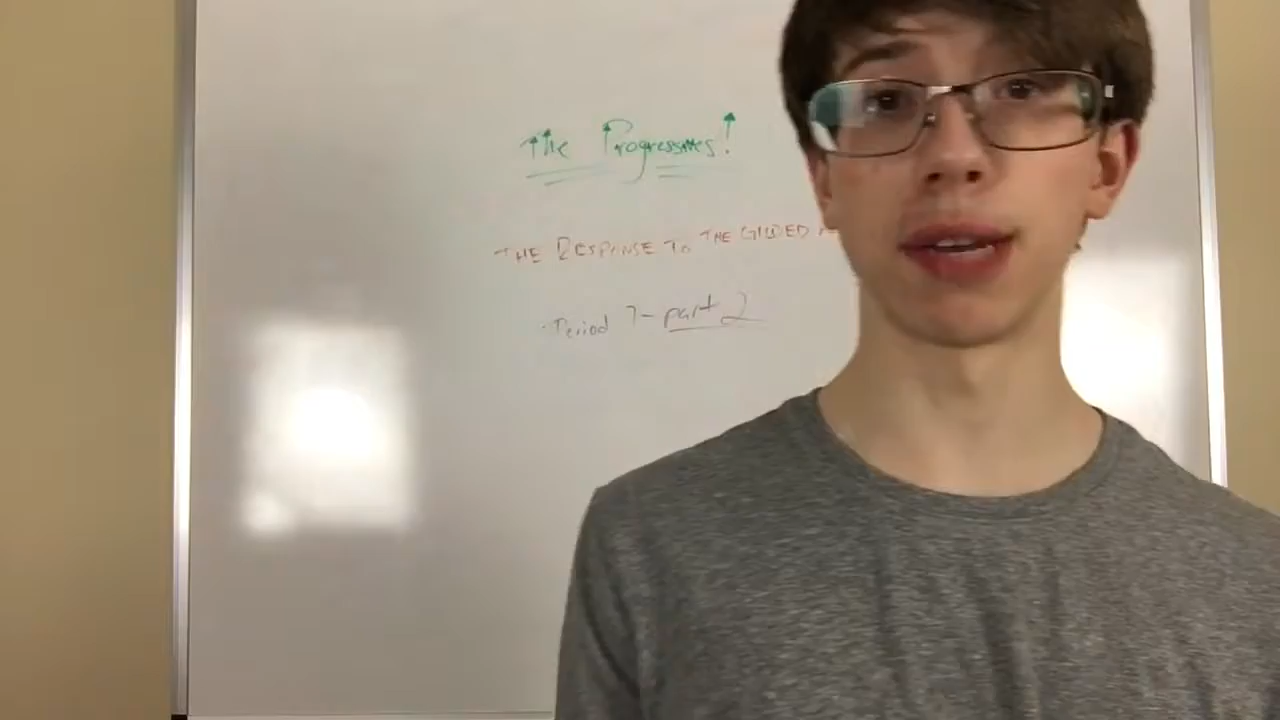 The Progressives!
THE RESPONSE TO THE GILDED
Period 7- part 2